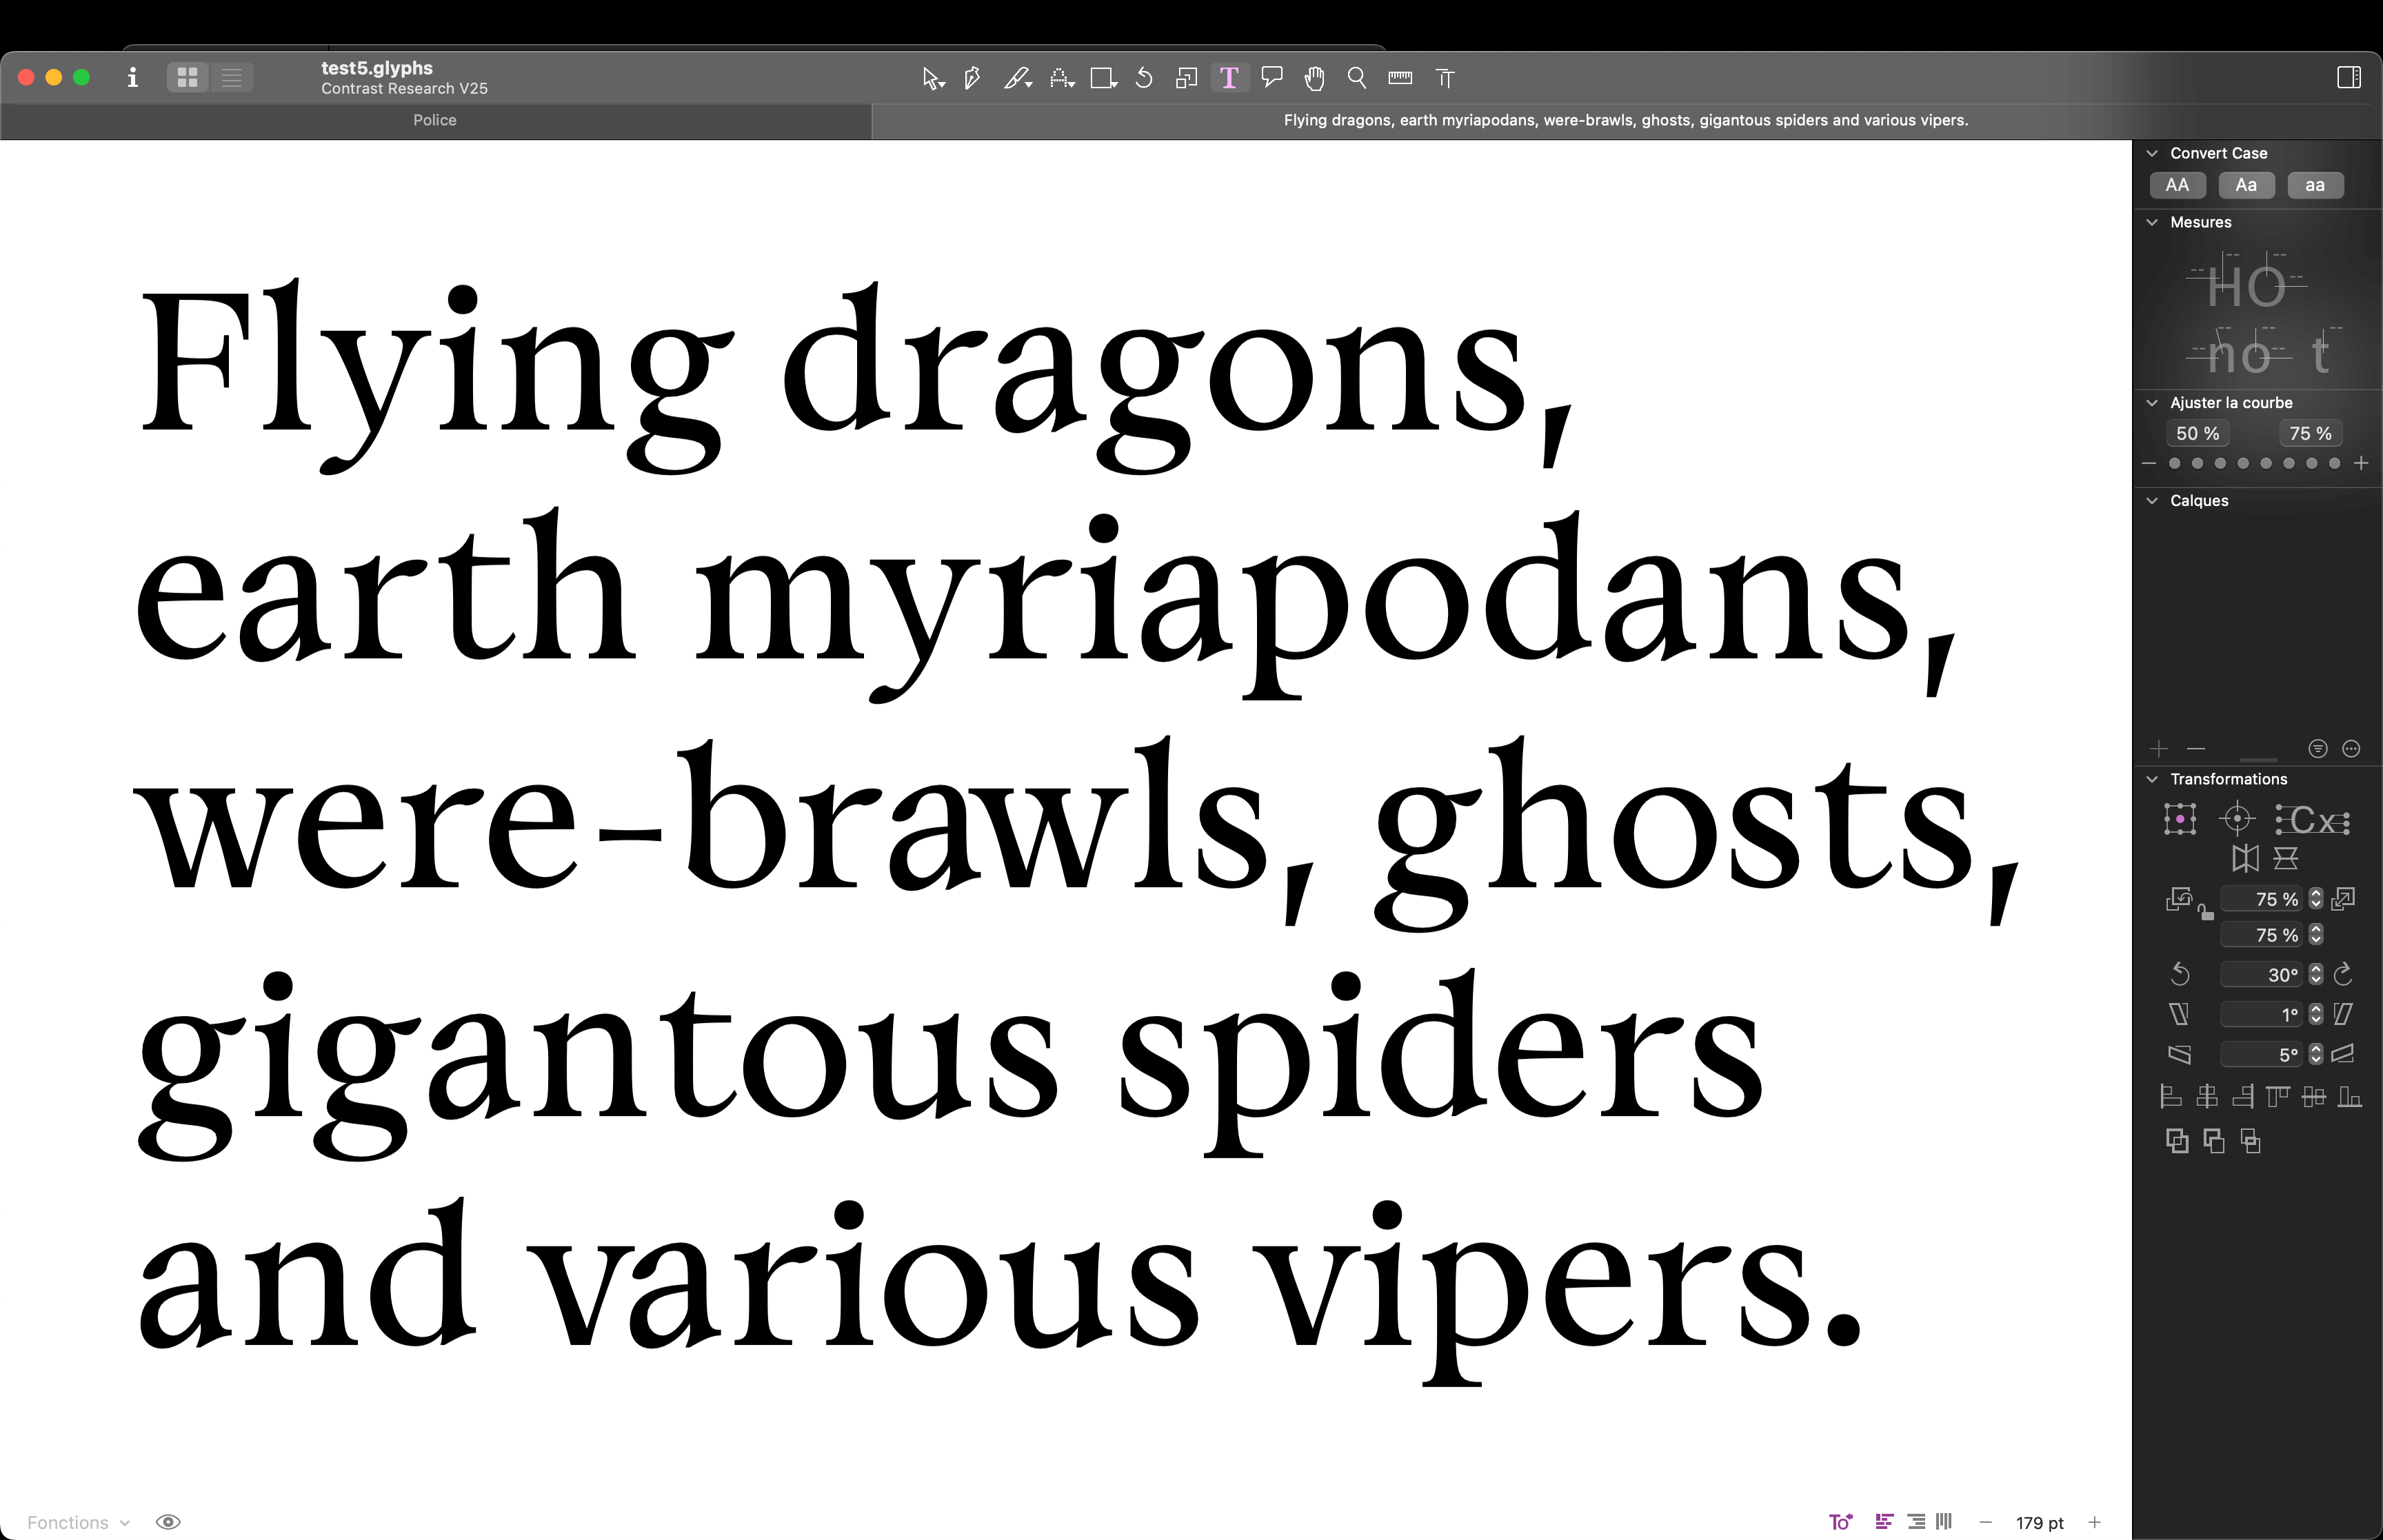 test5.glyphs
Contrast Research V25
T
Police
Flying dragons, earth myriapodans, were-brawls, ghosts, gigantous spiders and various vipers.
Flying dragons,
earth myriapodans,
were-brawls, ghosts,
gigantous spiders
and various vipers.
Convert Case
AA Aa aa
Mesures
HO
no t
Ajuster la courbe
50 % 75 %
Calques
Transformations
Cx
75 %
75 %
30°
1°
5°
Fonctions
To
179 pt